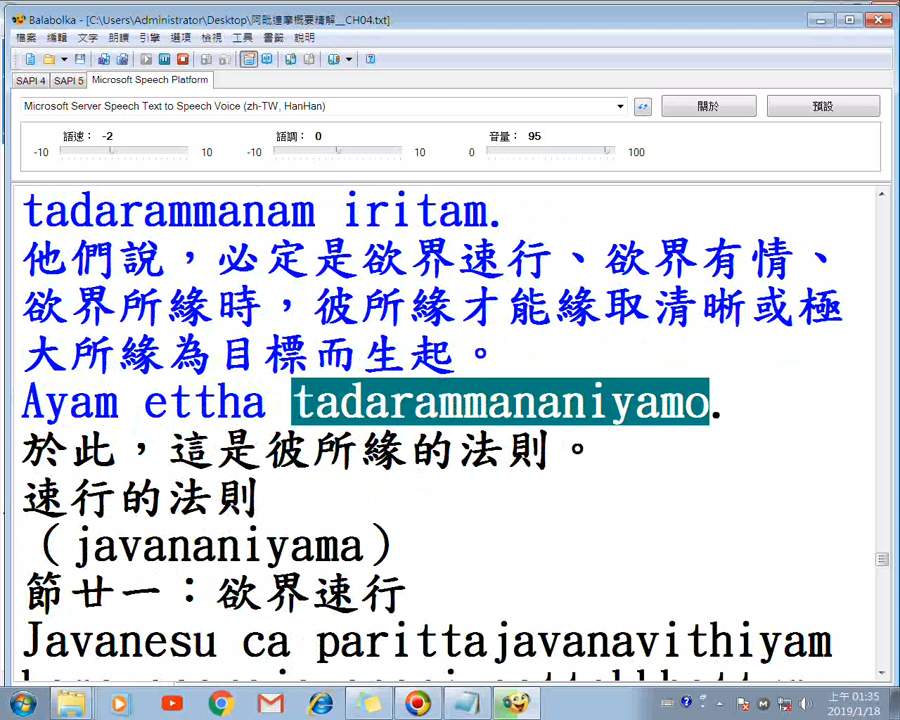 Balabolka - [C:\Users\Administrator\Desktop\阿毗達摩概要精解__CH04.txt]
檔案 編輯 文字 朗讀 引擎 選項 檢視 工具 書籤 說明
SAPI 4 SAPI 5 Microsoft Speech Platform
Microsoft Server Speech Text to Speech Voice (zh-TW, HanHan) 關於 預設
語速： -2 語調： 0 音量： 95
-10 10 -10 10 0 100
tadarammanam iritam.
他們說，必定是欲界速行、欲界有情、
欲界所緣時，彼所緣才能緣取清晰或極
大所緣為目標而生起。
Ayam ettha tadarammananiyamo.
於此，這是彼所緣的法則。
速行的法則
（javananiyama）
節廿一：欲界速行
Javanesu ca parittajavanavithiyam
上午 01:35
2019/1/18